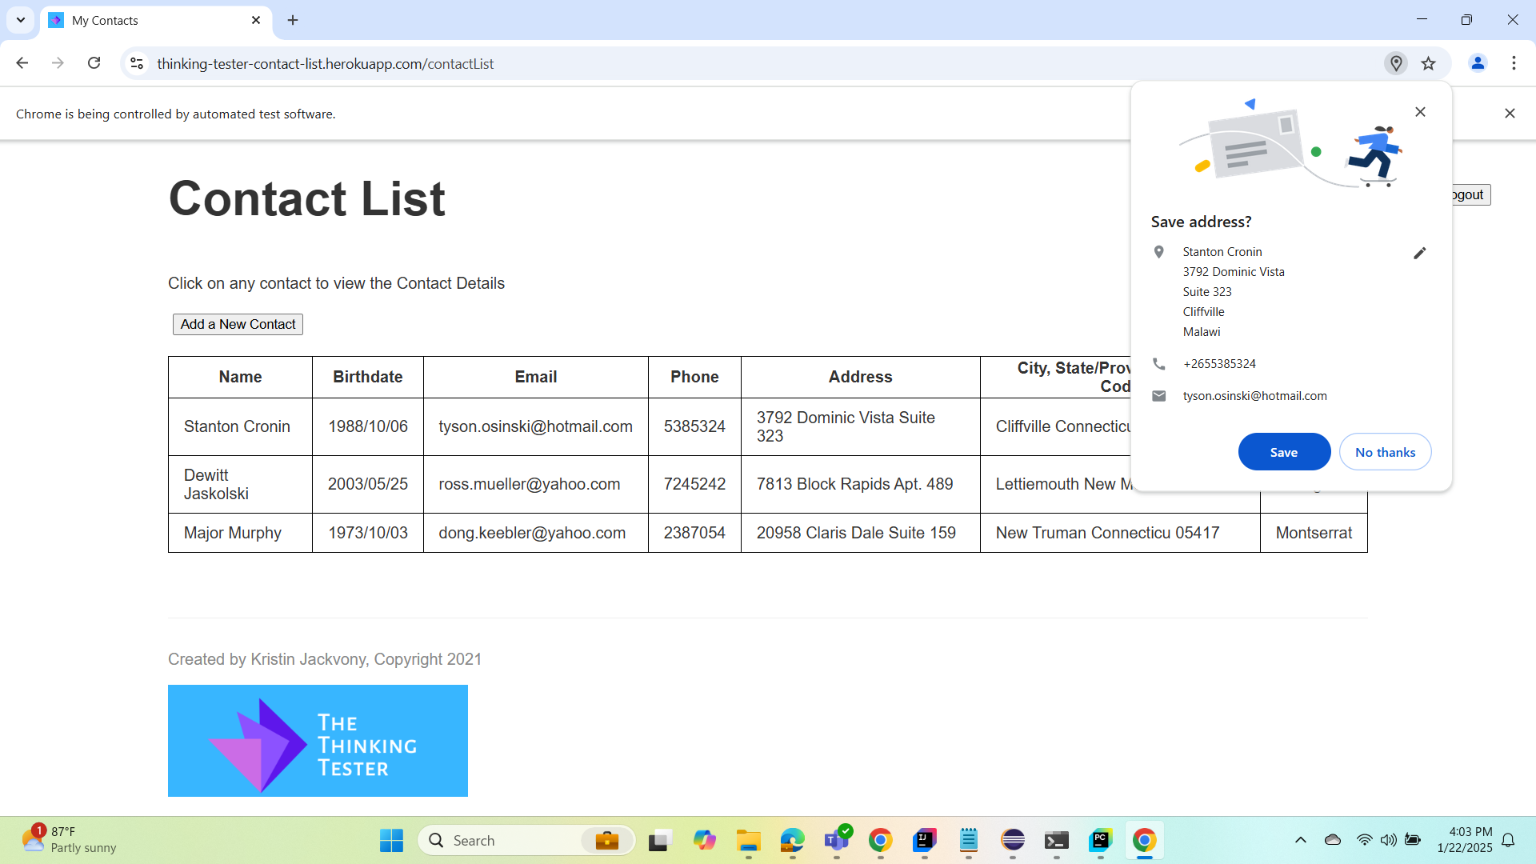 My Contacts
thinking-tester-contact-list.herokuapp.com/contactList
Chrome is being controlled by automated test software.
Contact List
ogout
Click on any contact to view the Contact Details
Add a New Contact
Name Birthdate Email Phone Address City, State/Prov
Cod
Stanton Cronin 1988/10/06 tyson.osinski@hotmail.com 5385324 3792 Dominic Vista Suite
323 Cliffville Connecticu
Dewitt
Jaskolski 2003/05/25 ross.mueller@yahoo.com 7245242 7813 Block Rapids Apt. 489 Lettiemouth New M
Major Murphy 1973/10/03 dong.keebler@yahoo.com 2387054 20958 Claris Dale Suite 159 New Truman Connecticu 05417 Montserrat
Save address?
Stanton Cronin
3792 Dominic Vista
Suite 323
Cliffville
Malawi
+2655385324
tyson.osinski@hotmail.com
Save No thanks
Created by Kristin Jackvony, Copyright 2021
THE
THINKING
TESTER
1
87°F
Partly sunny
Search
4:03 PM
1/22/2025